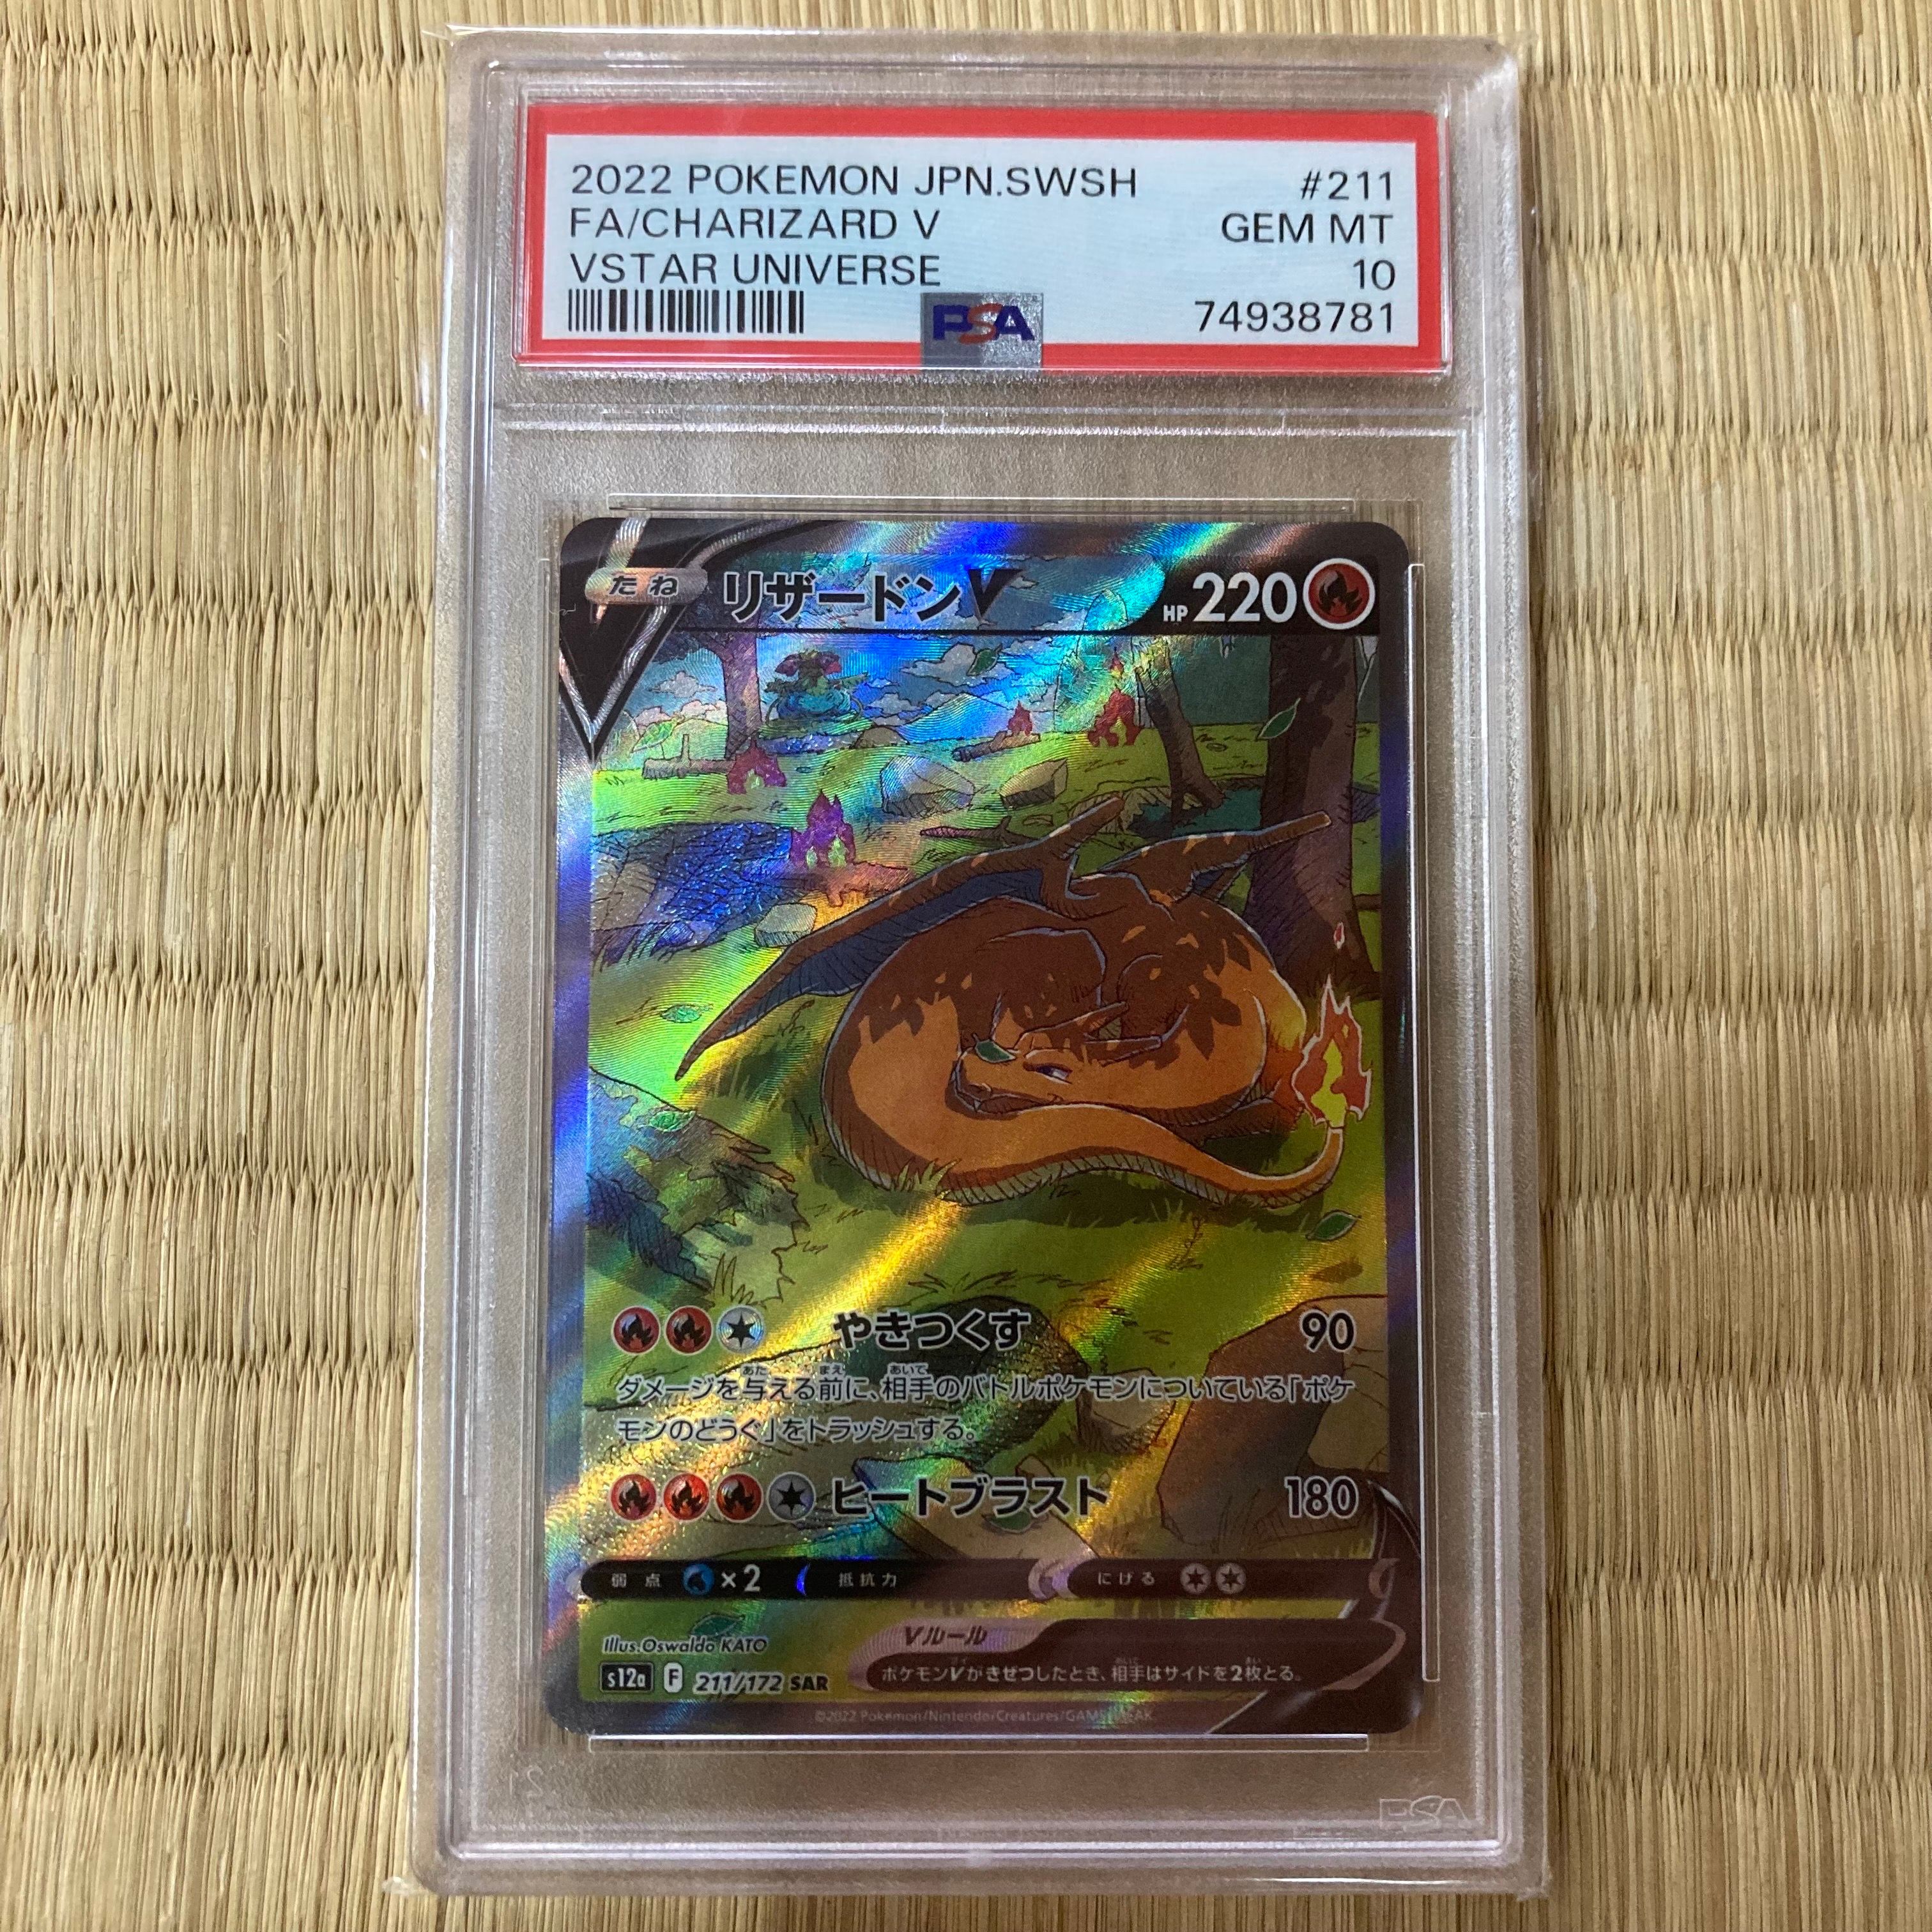 2022 POKEMON JPN.SWSH #211
FA/CHARIZARD V GEM MT
VSTAR UNIVERSE 10
PSA 74938781
たね リザードンV HP 220
やきつくす 90
ダメージを与える前に、相手のバトルポケモンについている「ポケ
モンのどうぐ」をトラッシュする。
ヒートブラスト 180
弱点 ×2 抵抗力 にげる
Illus.Oswaldo KATO
Vルール
s12a F 211/172 SAR
ポケモンVがきぜつしたとき、相手はサイドを2枚とる。
©2022 Pokémon/Nintendo/Creatures/GAME FREAK.
PSA